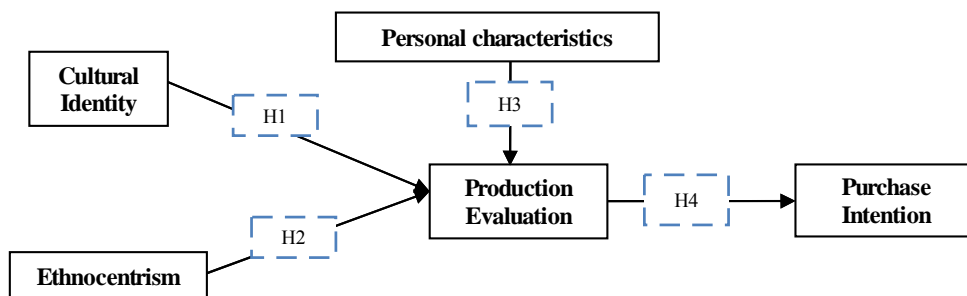 Personal characteristics
Cultural
Identity
H1
H3
Production
Evaluation
H4
Purchase
Intention
H2
Ethnocentrism